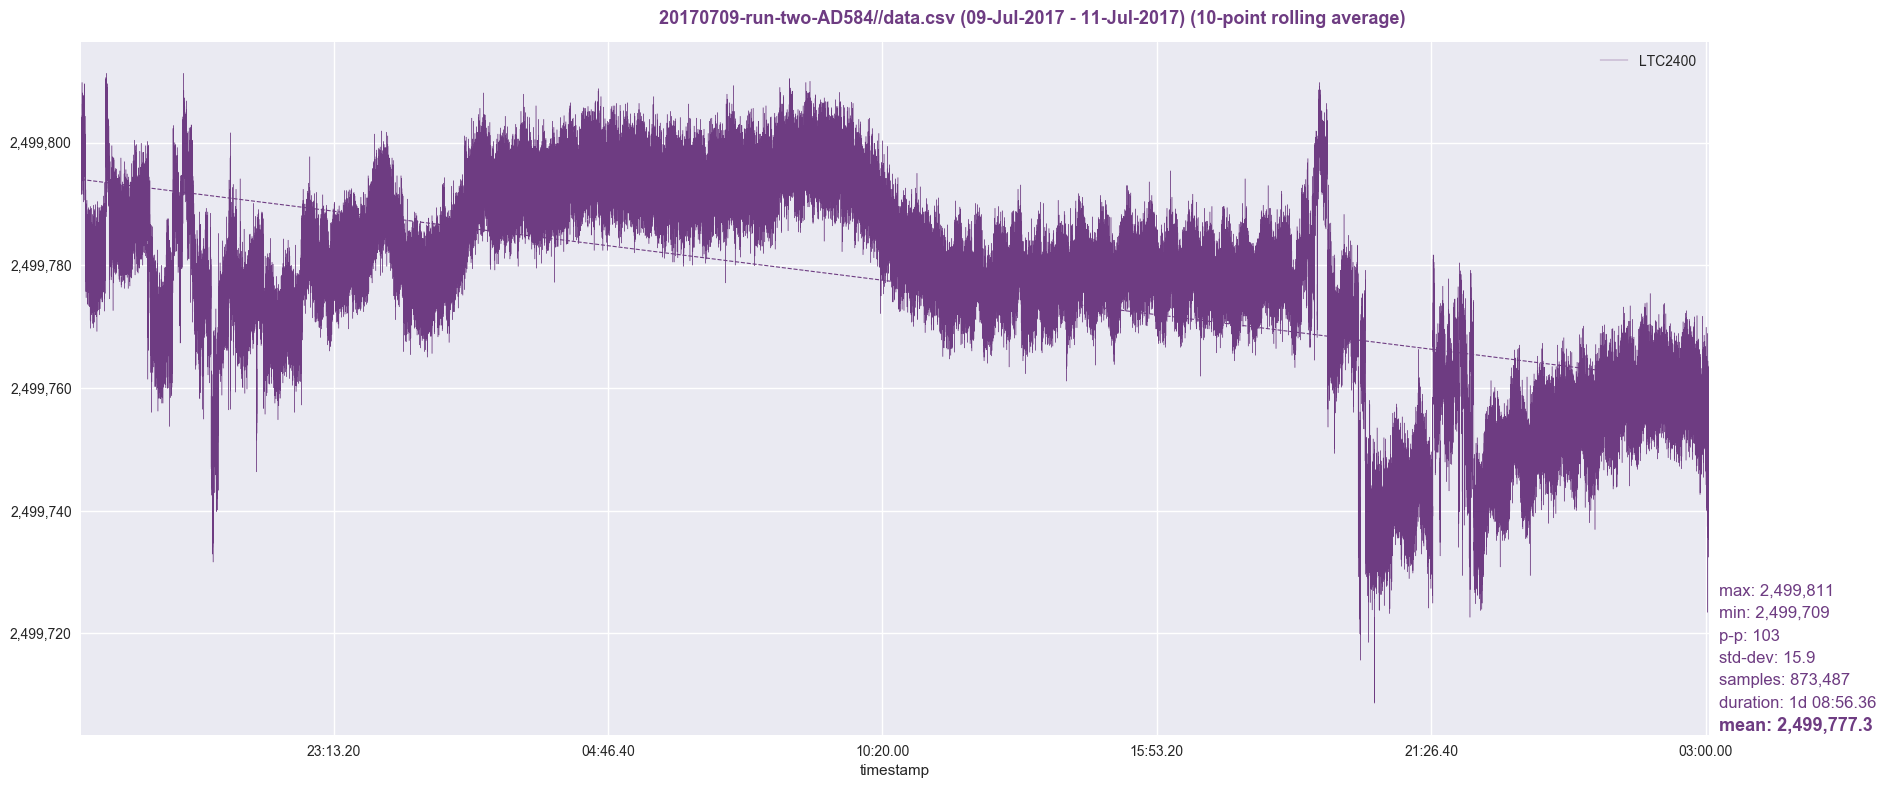 20170709-run-two-AD584//data.csv (09-Jul-2017 - 11-Jul-2017) (10-point rolling average)
LTC2400
2,499,800
2,499,780
2,499,760
2,499,740
2,499,720
max: 2,499,811
min: 2,499,709
p-p: 103
std-dev: 15.9
samples: 873,487
duration: 1d 08:56.36
mean: 2,499,777.3
23:13.20 04:46.40 10:20.00 15:53.20 21:26.40 03:00.00
timestamp